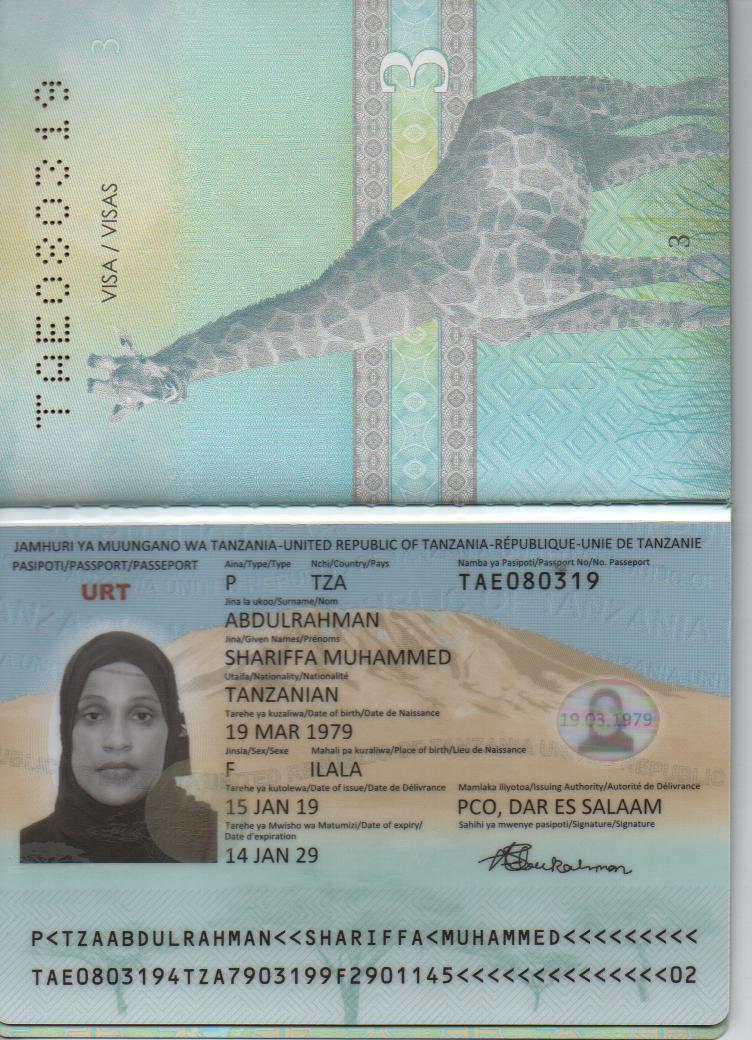 TAE080319
3
VISA / VISAS
3
3
JAMHURI YA MUUNGANO WA TANZANIA-UNITED REPUBLIC OF TANZANIA-RÉPUBLIQUE-UNIE DE TANZANIE
PASIPOTI/PASSPORT/PASSEPORT
URT
Aina/Type/Type Nchi/Country/Pays Namba ya Pasipoti/Passport No/No. Passeport
P TZA TAE080319
Jina la ukoo/Surname/Nom
ABDULRAHMAN
Jina/Given Names/Prénoms
SHARIFFA MUHAMMED
Utaifa/Nationality/Nationalité
TANZANIAN
Tarehe ya kuzaliwa/Date of birth/Date de Naissance
19 MAR 1979
19.03.1979
Jinsia/Sex/Sexe Mahali pa kuzaliwa/Place of birth/Lieu de Naissance
F ILALA
Tarehe ya kutolewa/Date of issue/Date de Délivrance Mamlaka iliyotoa/Issuing Authority/Autorité de Délivrance
15 JAN 19 PCO, DAR ES SALAAM
Tarehe ya Mwisho wa Matumizi/Date of expiry/ Sahihi ya mwenye pasipoti/Signature/Signature
Date d'expiration
14 JAN 29
P<TZAABDULRAHMAN<<SHARIFFA<MUHAMMED<<<<<<<<<
TAE0803194TZA7903199F2901145<<<<<<<<<<<<<<02